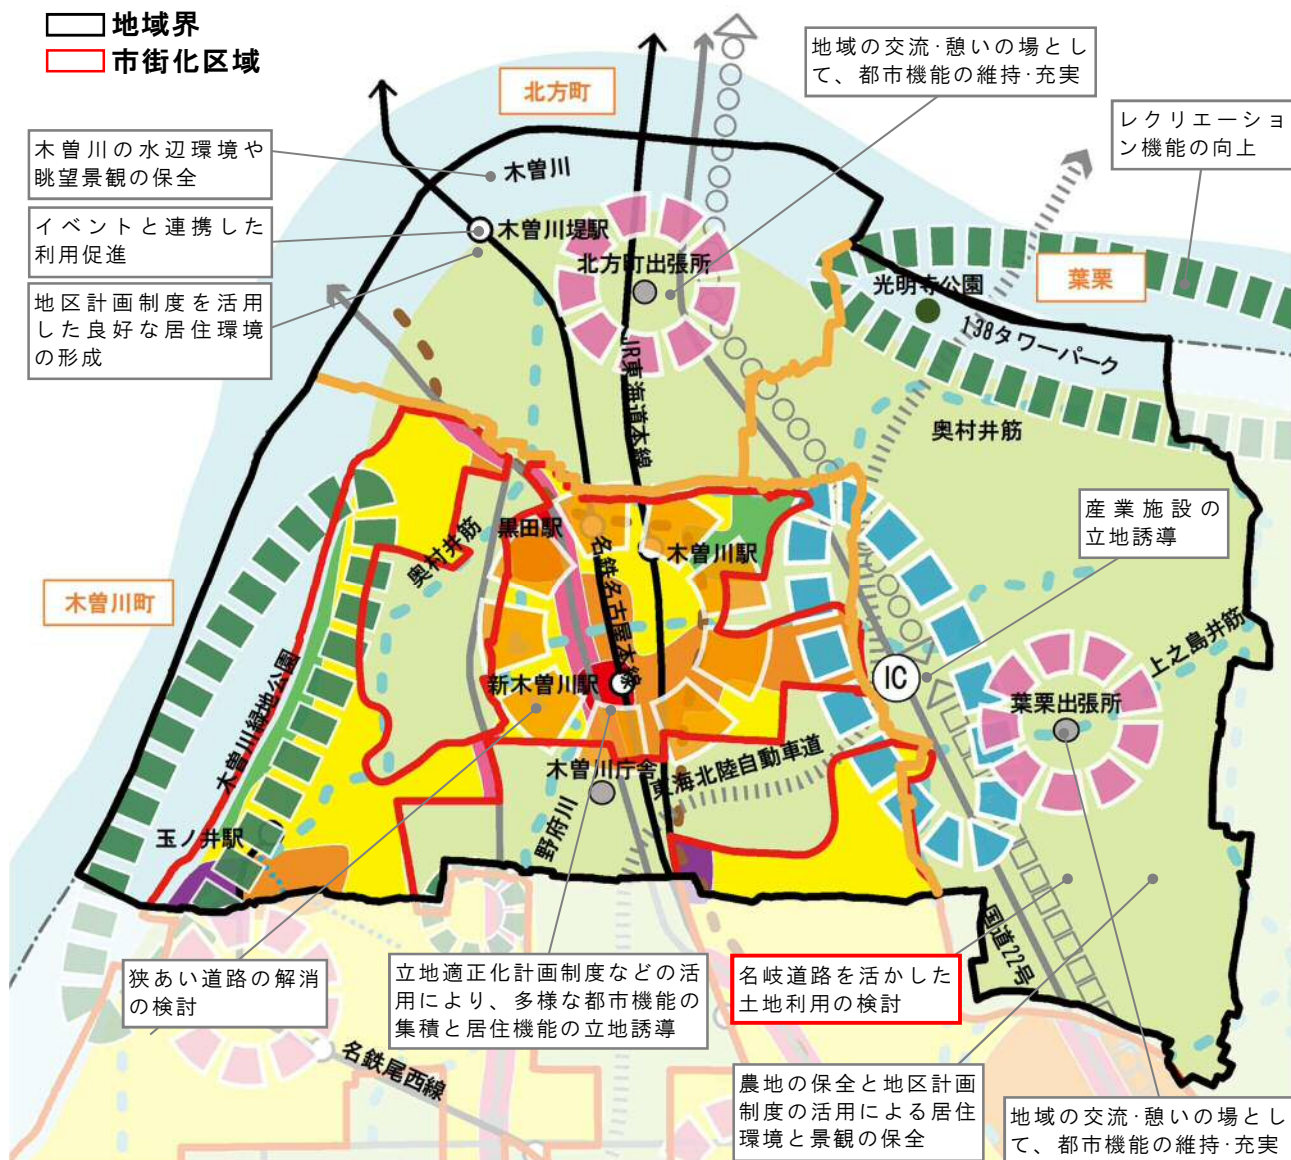 地域界
市街化区域
北方町
地域の交流･憩いの場とし
て、都市機能の維持･充実
レクリエーショ
ン機能の向上
木曽川の水辺環境や
眺望景観の保全
木曽川
イベントと連携した
利用促進
木曽川堤駅
北方町出張所
葉栗
光明寺公園
138タワーパーク
地区計画制度を活用
した良好な居住環境
の形成
JR東海道本線
奥村井筋
産業施設の
立地誘導
黒田駅
木曽川駅
奥村井筋
名鉄名古屋本線
木曽川町
上之島井筋
IC
新木曽川駅
葉栗出張所
木曽川緑地公園
木曽川庁舎
東海北陸自動車道
野府川
玉ノ井駅
国道22号
狭あい道路の解消
の検討
立地適正化計画制度などの活
用により、多様な都市機能の
集積と居住機能の立地誘導
名岐道路を活かした
土地利用の検討
名鉄尾西線
農地の保全と地区計画
制度の活用による居住
環境と景観の保全
地域の交流･憩いの場とし
て、都市機能の維持･充実